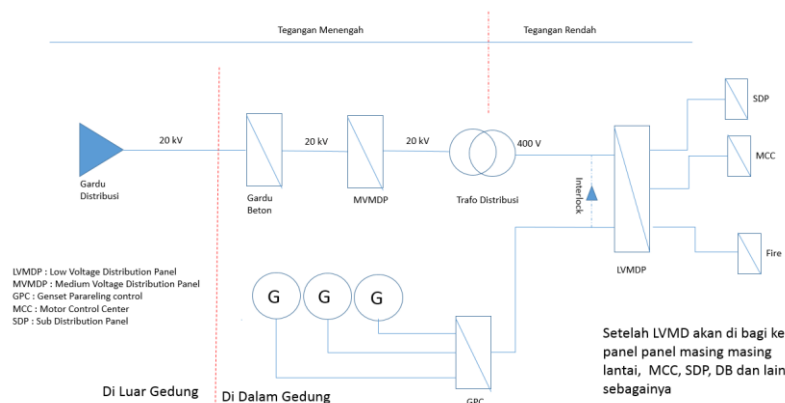 Tegangan Menengah
Tegangan Rendah
SDP
20 kV
20 kV
20 kV
400 V
MCC
Gardu
Distribusi
Gardu
Beton
MVMDP
Trafo Distribusi
Interlock
Fire
LVMDP
LVMDP : Low Voltage Distribution Panel
MVMDP : Medium Voltage Distribution Panel
GPC : Genset Parareling control
MCC : Motor Control Center
SDP : Sub Distribution Panel
G
G
G
GPC
Setelah LVMD akan di bagi ke
panel panel masing masing
lantai, MCC, SDP, DB dan lain
sebagainya
Di Luar Gedung
Di Dalam Gedung